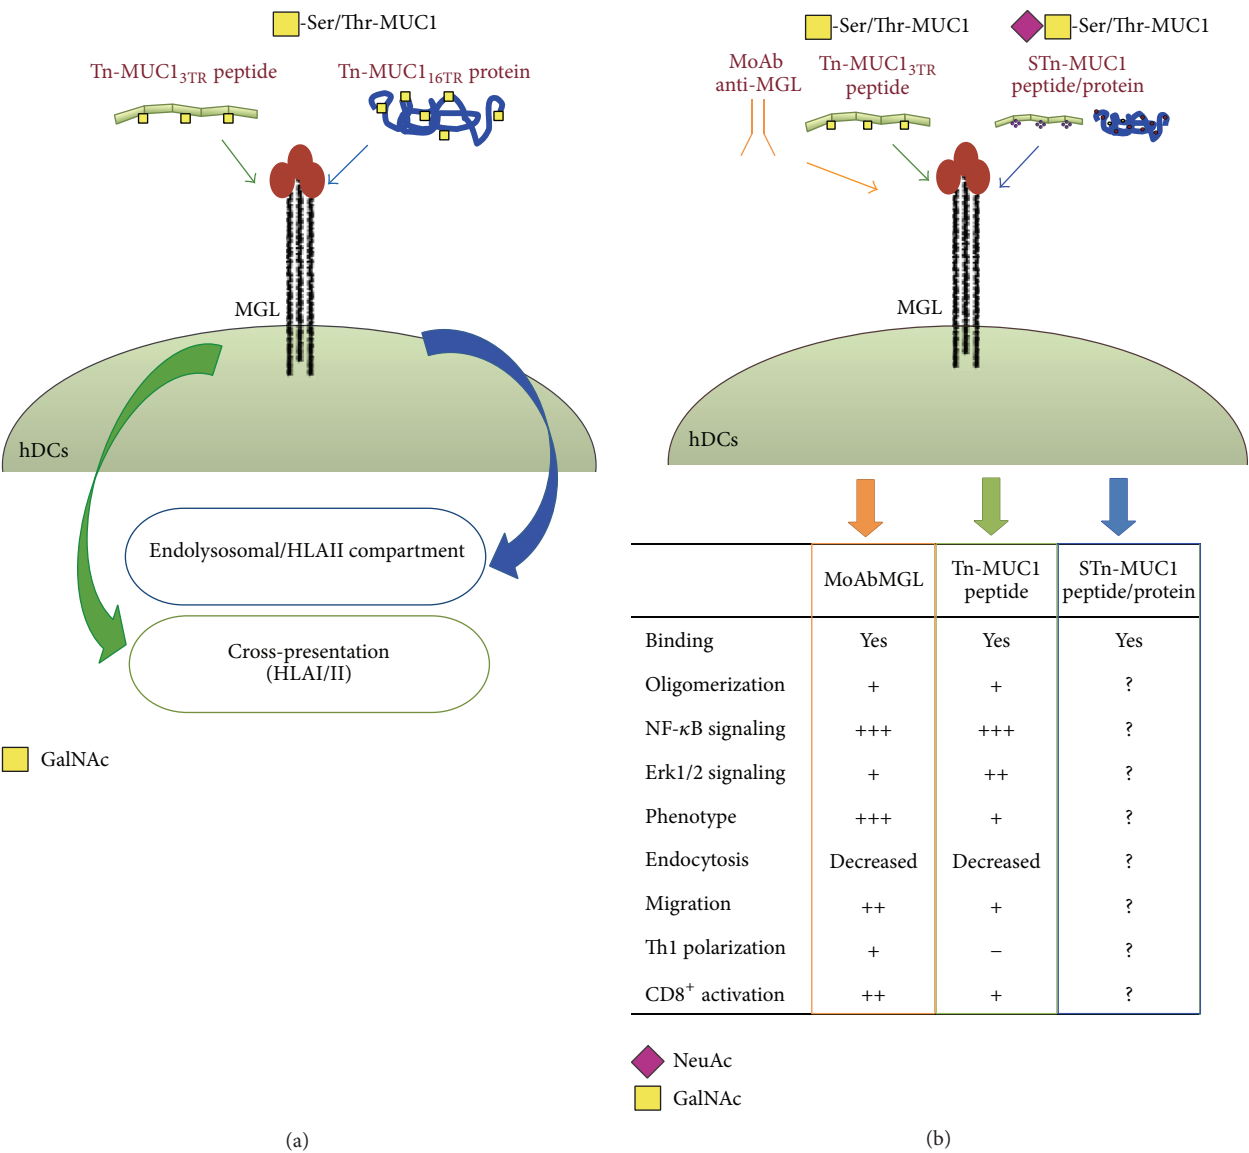 -Ser/Thr-MUC1
Tn-MUC13TR peptide
Tn-MUC116TR protein
MGL
hDCs
Endolysosomal/HLAII compartment
Cross-presentation
(HLAI/II)
GalNAc
(a)
-Ser/Thr-MUC1
-Ser/Thr-MUC1
MoAb
anti-MGL
Tn-MUC13TR
peptide
STn-MUC1
peptide/protein
MGL
hDCs
MoAbMGL
Tn-MUC1
peptide
STn-MUC1
peptide/protein
Binding Yes Yes Yes
Oligomerization + + ?
NF-κB signaling +++ +++ ?
Erk1/2 signaling + ++ ?
Phenotype +++ + ?
Endocytosis Decreased Decreased ?
Migration ++ + ?
Th1 polarization + − ?
CD8+ activation ++ + ?
NeuAc
GalNAc
(b)